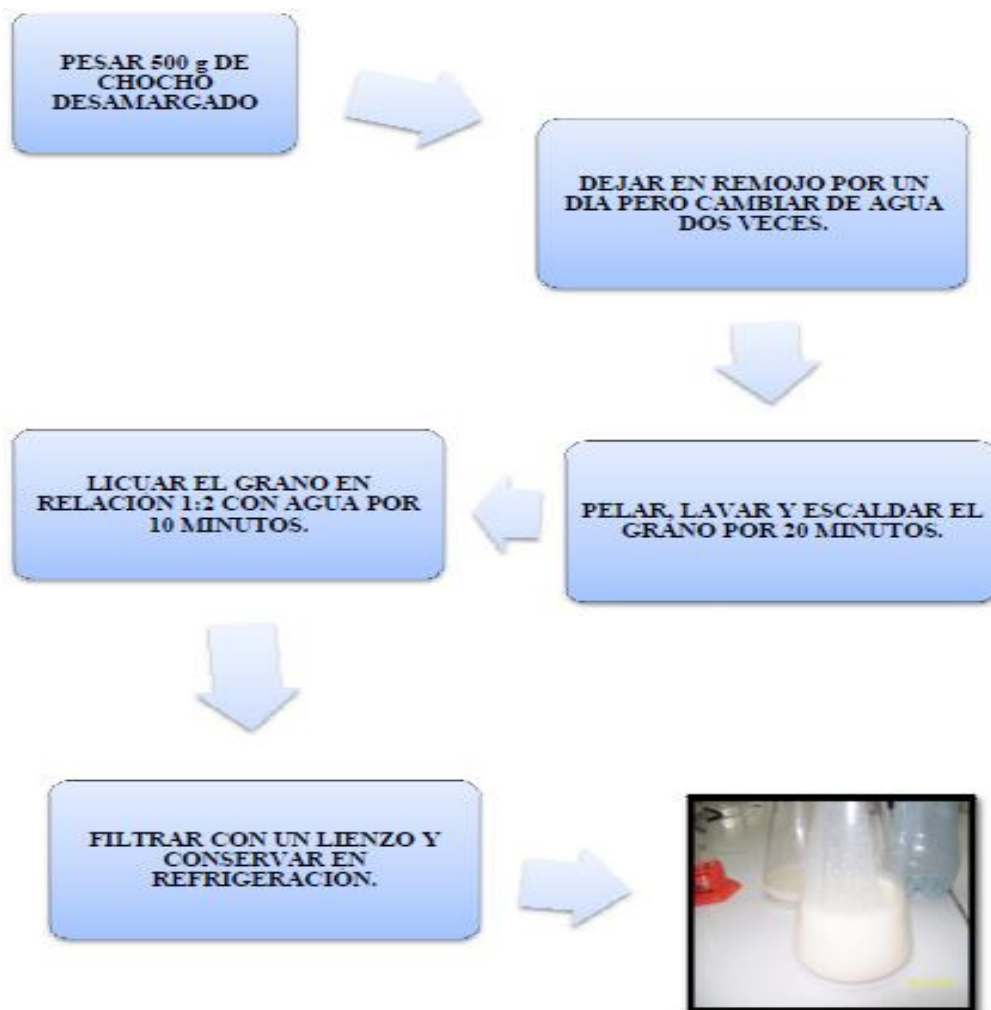 PESAR 500 g DE
CHOCHO
DESAMARGADO
DEJAR EN REMOJO POR UN
DIA PERO CAMBIAR DE AGUA
DOS VECES.
PELAR, LAVAR Y ESCALDAR EL
GRANO POR 20 MINUTOS.
LICUAR EL GRANO EN
RELACIÓN 1:2 CON AGUA POR
10 MINUTOS.
FILTRAR CON UN LIENZO Y
CONSERVAR EN
REFRIGERACIÓN.